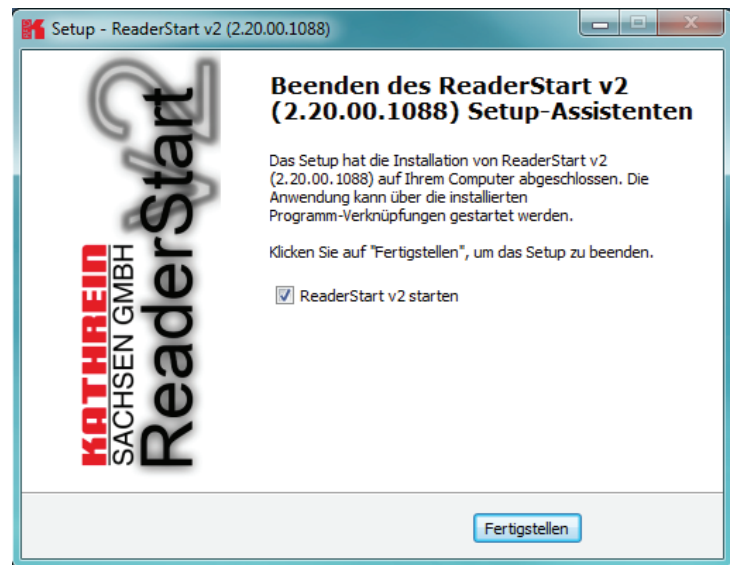 Setup - ReaderStart v2 (2.20.00.1088)
KATHREIN
SACHSEN GMBH
ReaderStart
v2
Beenden des ReaderStart v2
(2.20.00.1088) Setup-Assistenten
Das Setup hat die Installation von ReaderStart v2
(2.20.00.1088) auf Ihrem Computer abgeschlossen. Die
Anwendung kann über die installierten
Programm-Verknüpfungen gestartet werden.
Klicken Sie auf "Fertigstellen", um das Setup zu beenden.
ReaderStart v2 starten
Fertigstellen